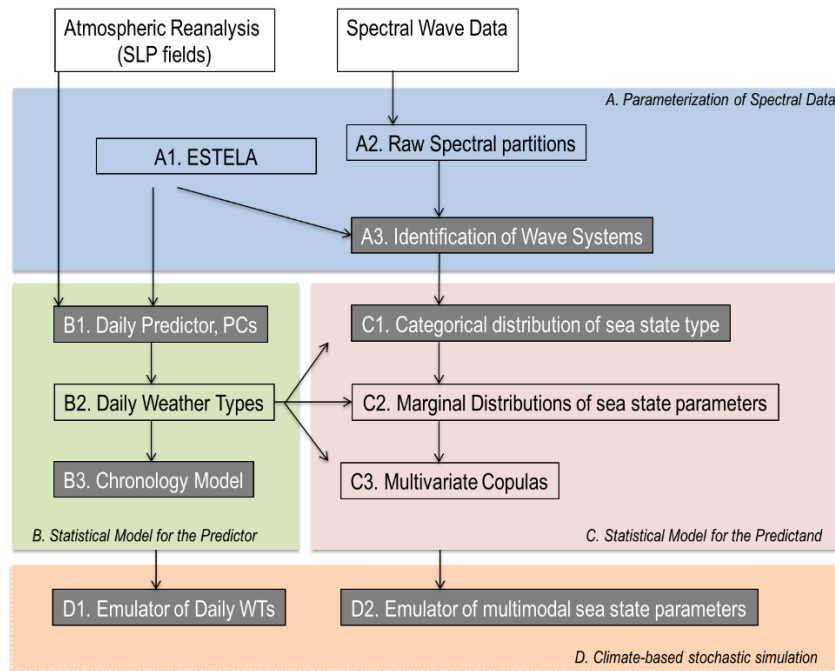 Atmospheric Reanalysis
(SLP fields)
Spectral Wave Data
A. Parameterization of Spectral Data
A1. ESTELA
A2. Raw Spectral partitions
A3. Identification of Wave Systems
B1. Daily Predictor, PCs
B2. Daily Weather Types
B3. Chronology Model
B. Statistical Model for the Predictor
C1. Categorical distribution of sea state type
C2. Marginal Distributions of sea state parameters
C3. Multivariate Copulas
C. Statistical Model for the Predictand
D1. Emulator of Daily WTs
D2. Emulator of multimodal sea state parameters
D. Climate-based stochastic simulation